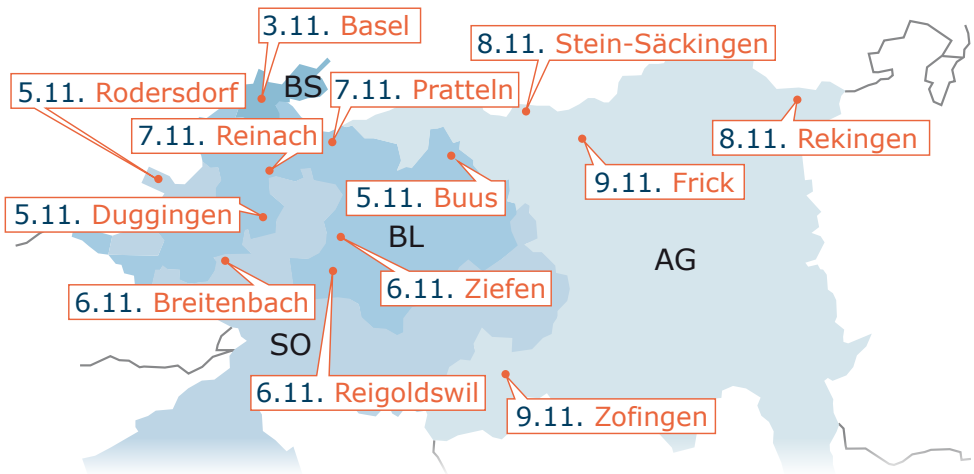 3.11. Basel
8.11. Stein-Säckingen
BS
5.11. Rodersdorf
7.11. Pratteln
7.11. Reinach
8.11. Rekingen
9.11. Frick
5.11. Buus
5.11. Duggingen
BL
AG
6.11. Ziefen
6.11. Breitenbach
SO
6.11. Reigoldswil
9.11. Zofingen